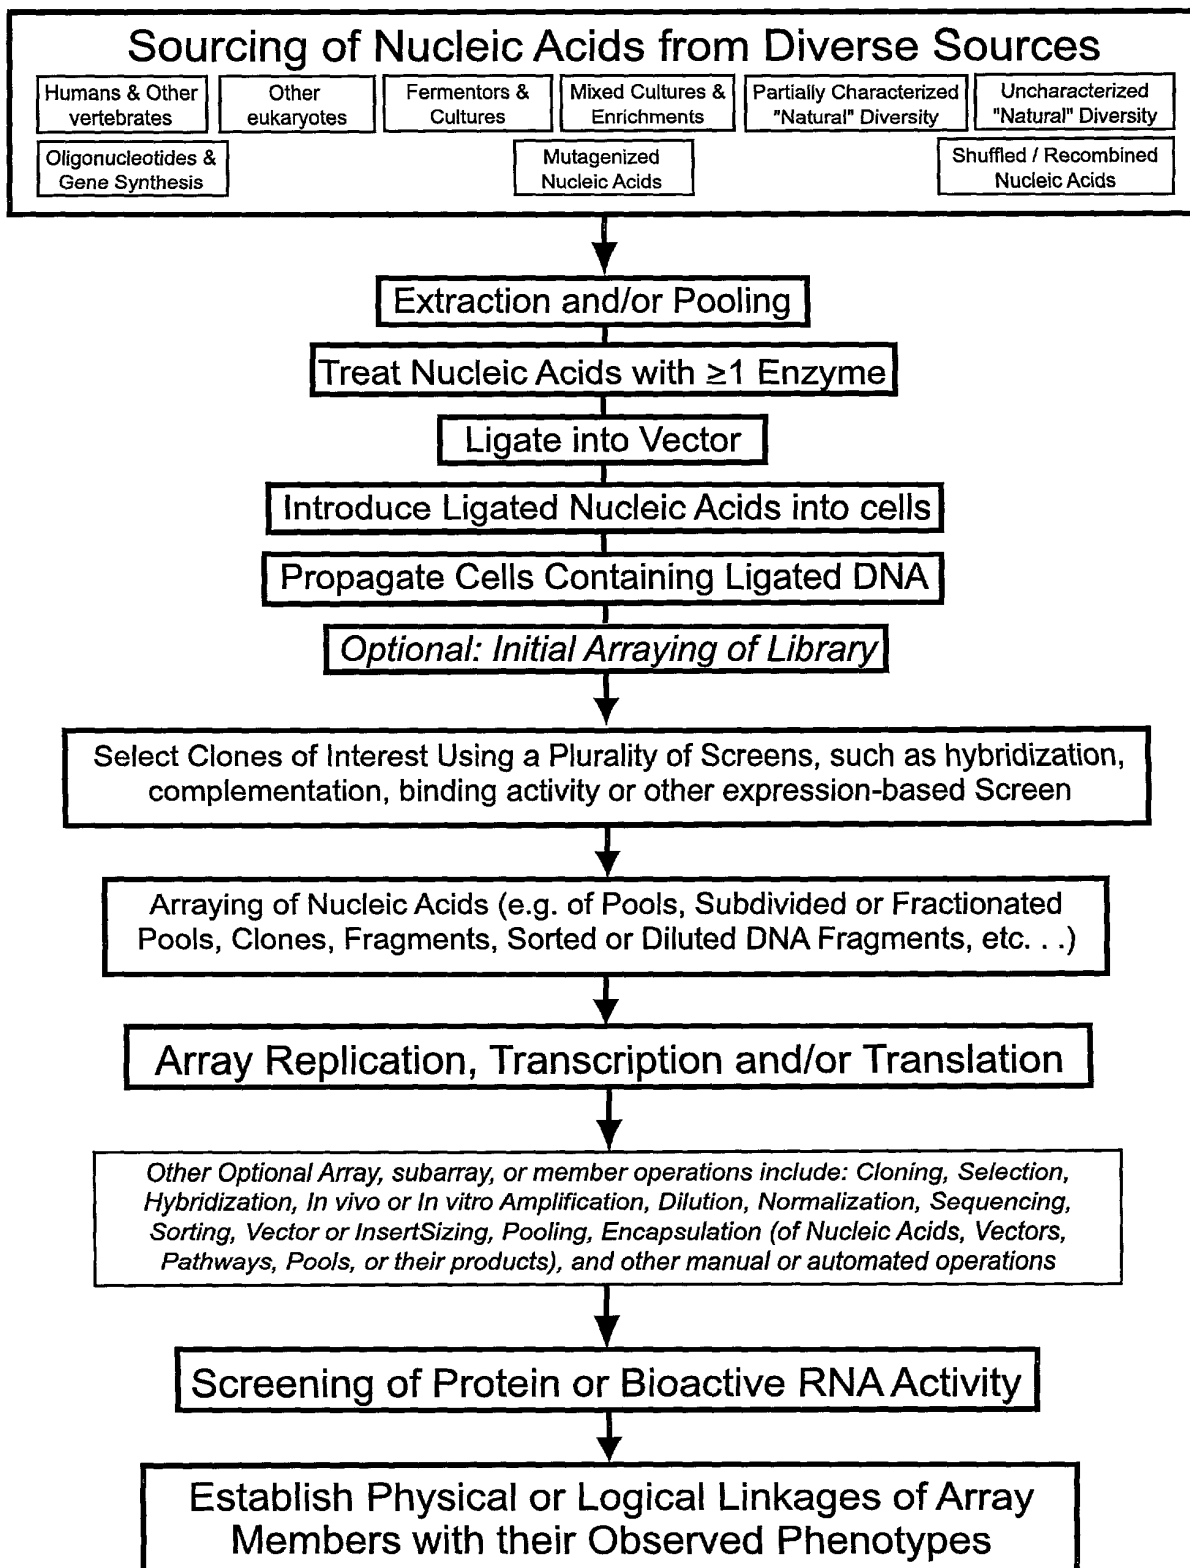 Sourcing of Nucleic Acids from Diverse Sources
Humans & Other
vertebrates
Other
eukaryotes
Fermentors &
Cultures
Mixed Cultures &
Enrichments
Partially Characterized
"Natural" Diversity
Uncharacterized
"Natural" Diversity
Oligonucleotides &
Gene Synthesis
Mutagenized
Nucleic Acids
Shuffled / Recombined
Nucleic Acids
Extraction and/or Pooling
Treat Nucleic Acids with ≥1 Enzyme
Ligate into Vector
Introduce Ligated Nucleic Acids into cells
Propagate Cells Containing Ligated DNA
Optional: Initial Arraying of Library
Select Clones of Interest Using a Plurality of Screens, such as hybridization,
complementation, binding activity or other expression-based Screen
Arraying of Nucleic Acids (e.g. of Pools, Subdivided or Fractionated
Pools, Clones, Fragments, Sorted or Diluted DNA Fragments, etc. . .)
Array Replication, Transcription and/or Translation
Other Optional Array, subarray, or member operations include: Cloning, Selection,
Hybridization, In vivo or In vitro Amplification, Dilution, Normalization, Sequencing,
Sorting, Vector or InsertSizing, Pooling, Encapsulation (of Nucleic Acids, Vectors,
Pathways, Pools, or their products), and other manual or automated operations
Screening of Protein or Bioactive RNA Activity
Establish Physical or Logical Linkages of Array
Members with their Observed Phenotypes